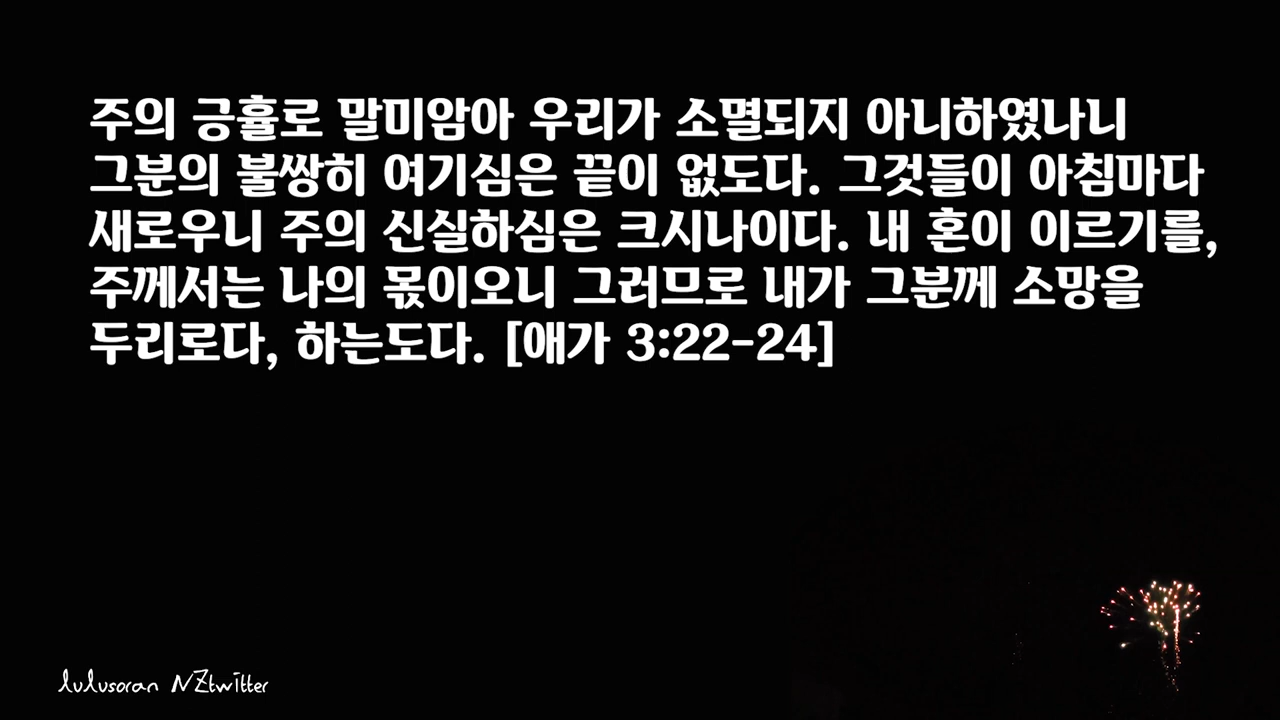 주의 긍휼로 말미암아 우리가 소멸되지 아니하였나니
그분의 불쌍히 여기심은 끝이 없도다. 그것들이 아침마다
새로우니 주의 신실하심은 크시나이다. 내 혼이 이르기를,
주께서는 나의 몫이오니 그러므로 내가 그분께 소망을
두리로다, 하는도다. [애가 3:22-24]
lulusoran NZtwitter